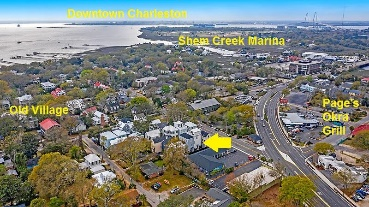 Downtown Charleston
Shem Creek Marina
Old Village
Page's
Okra
Grill